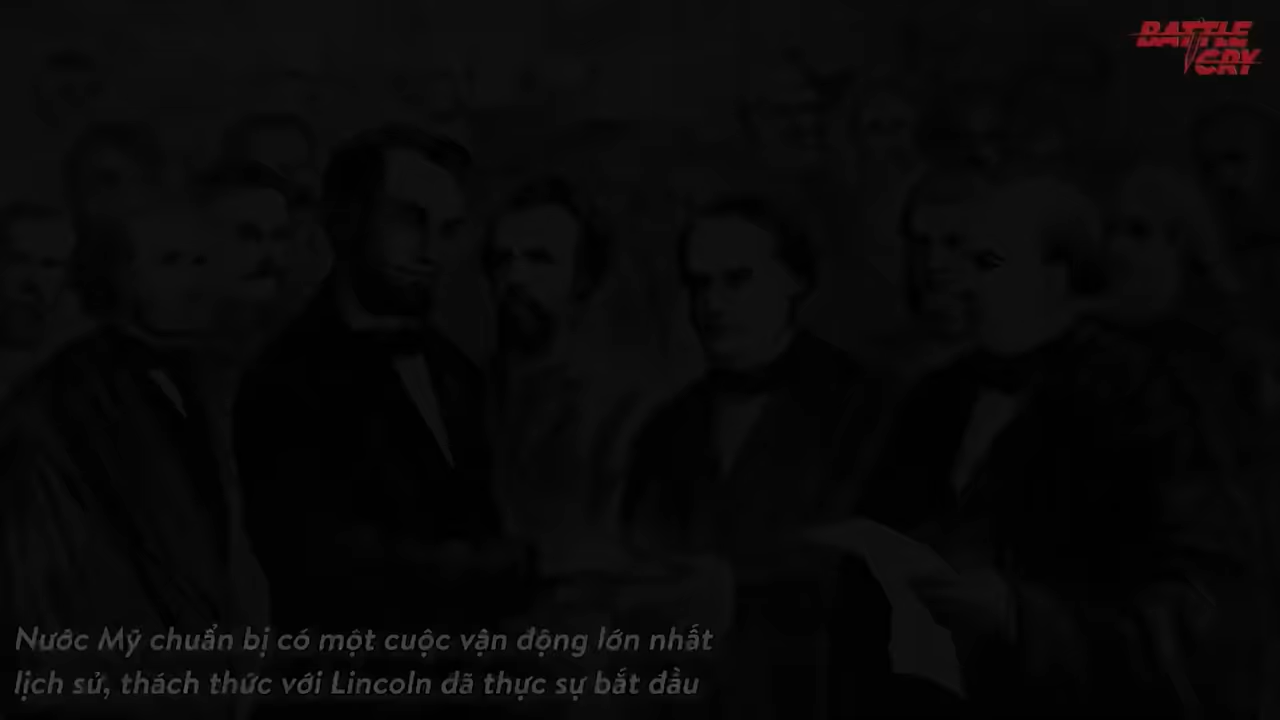 BATTLE
CRY
Nước Mỹ chuẩn bị có một cuộc vận động lớn nhất
lịch sử, thách thức với Lincoln đã thực sự bắt đầu